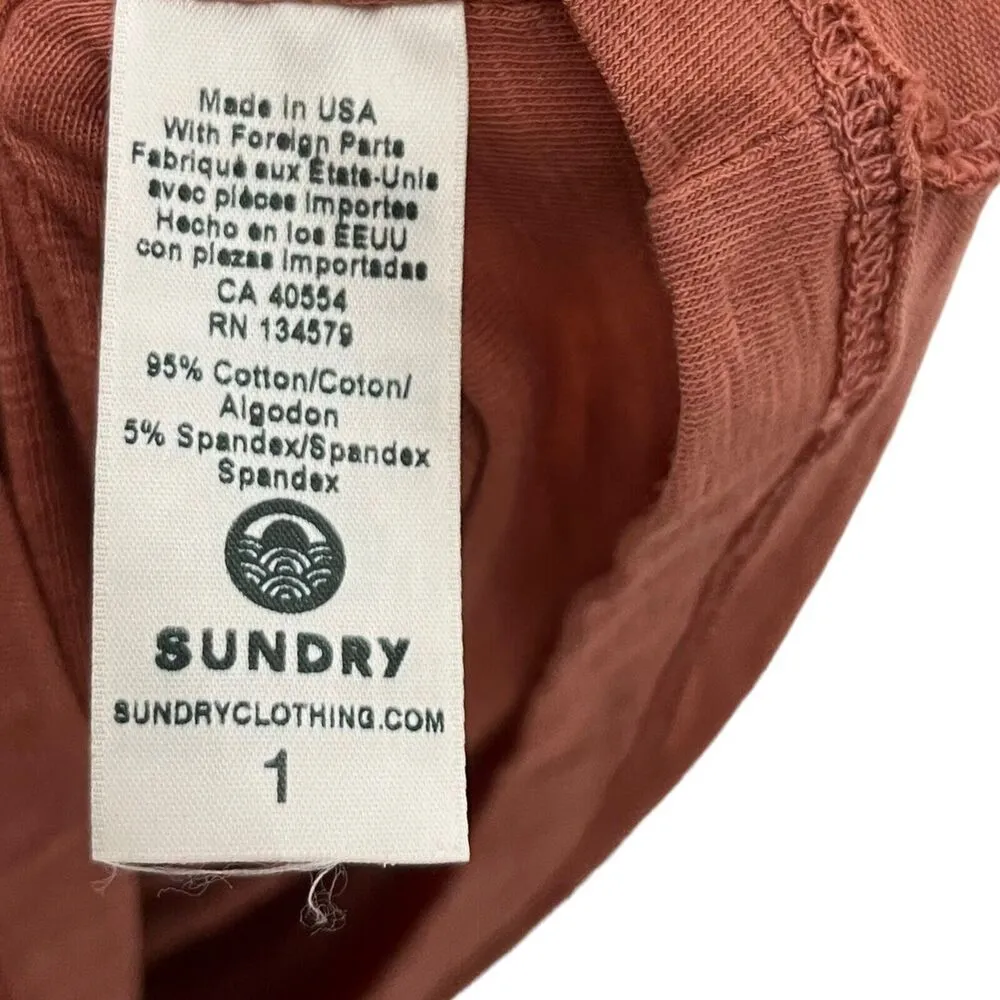 Made in USA
With Foreign Parts
Fabriqué aux États-Unis
avec pièces importes
Hecho en los EEUU
con piezas importadas
CA 40554
RN 134579
95% Cotton/Coton/
Algodon
5% Spandex/Spandex
Spandex
SUNDRY
SUNDRYCLOTHING.COM
1